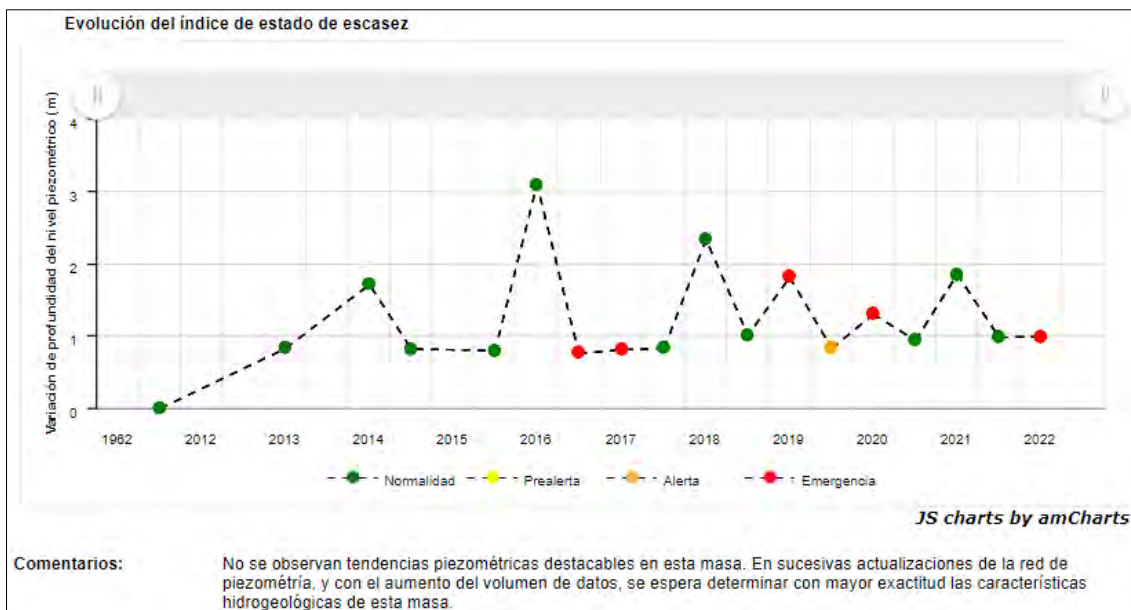 Evolución del índice de estado de escasez
Variación de profundidad del nivel piezométrico (m)
4
3
2
1
0
1962 2012 2013 2014 2015 2016 2017 2018 2019 2020 2021 2022
Normalidad Prealerta Alerta Emergencia
JS charts by amCharts
Comentarios: No se observan tendencias piezométricas destacables en esta masa. En sucesivas actualizaciones de la red de
piezométría, y con el aumento del volumen de datos, se espera determinar con mayor exactitud las características
hidrogeológicas de esta masa.